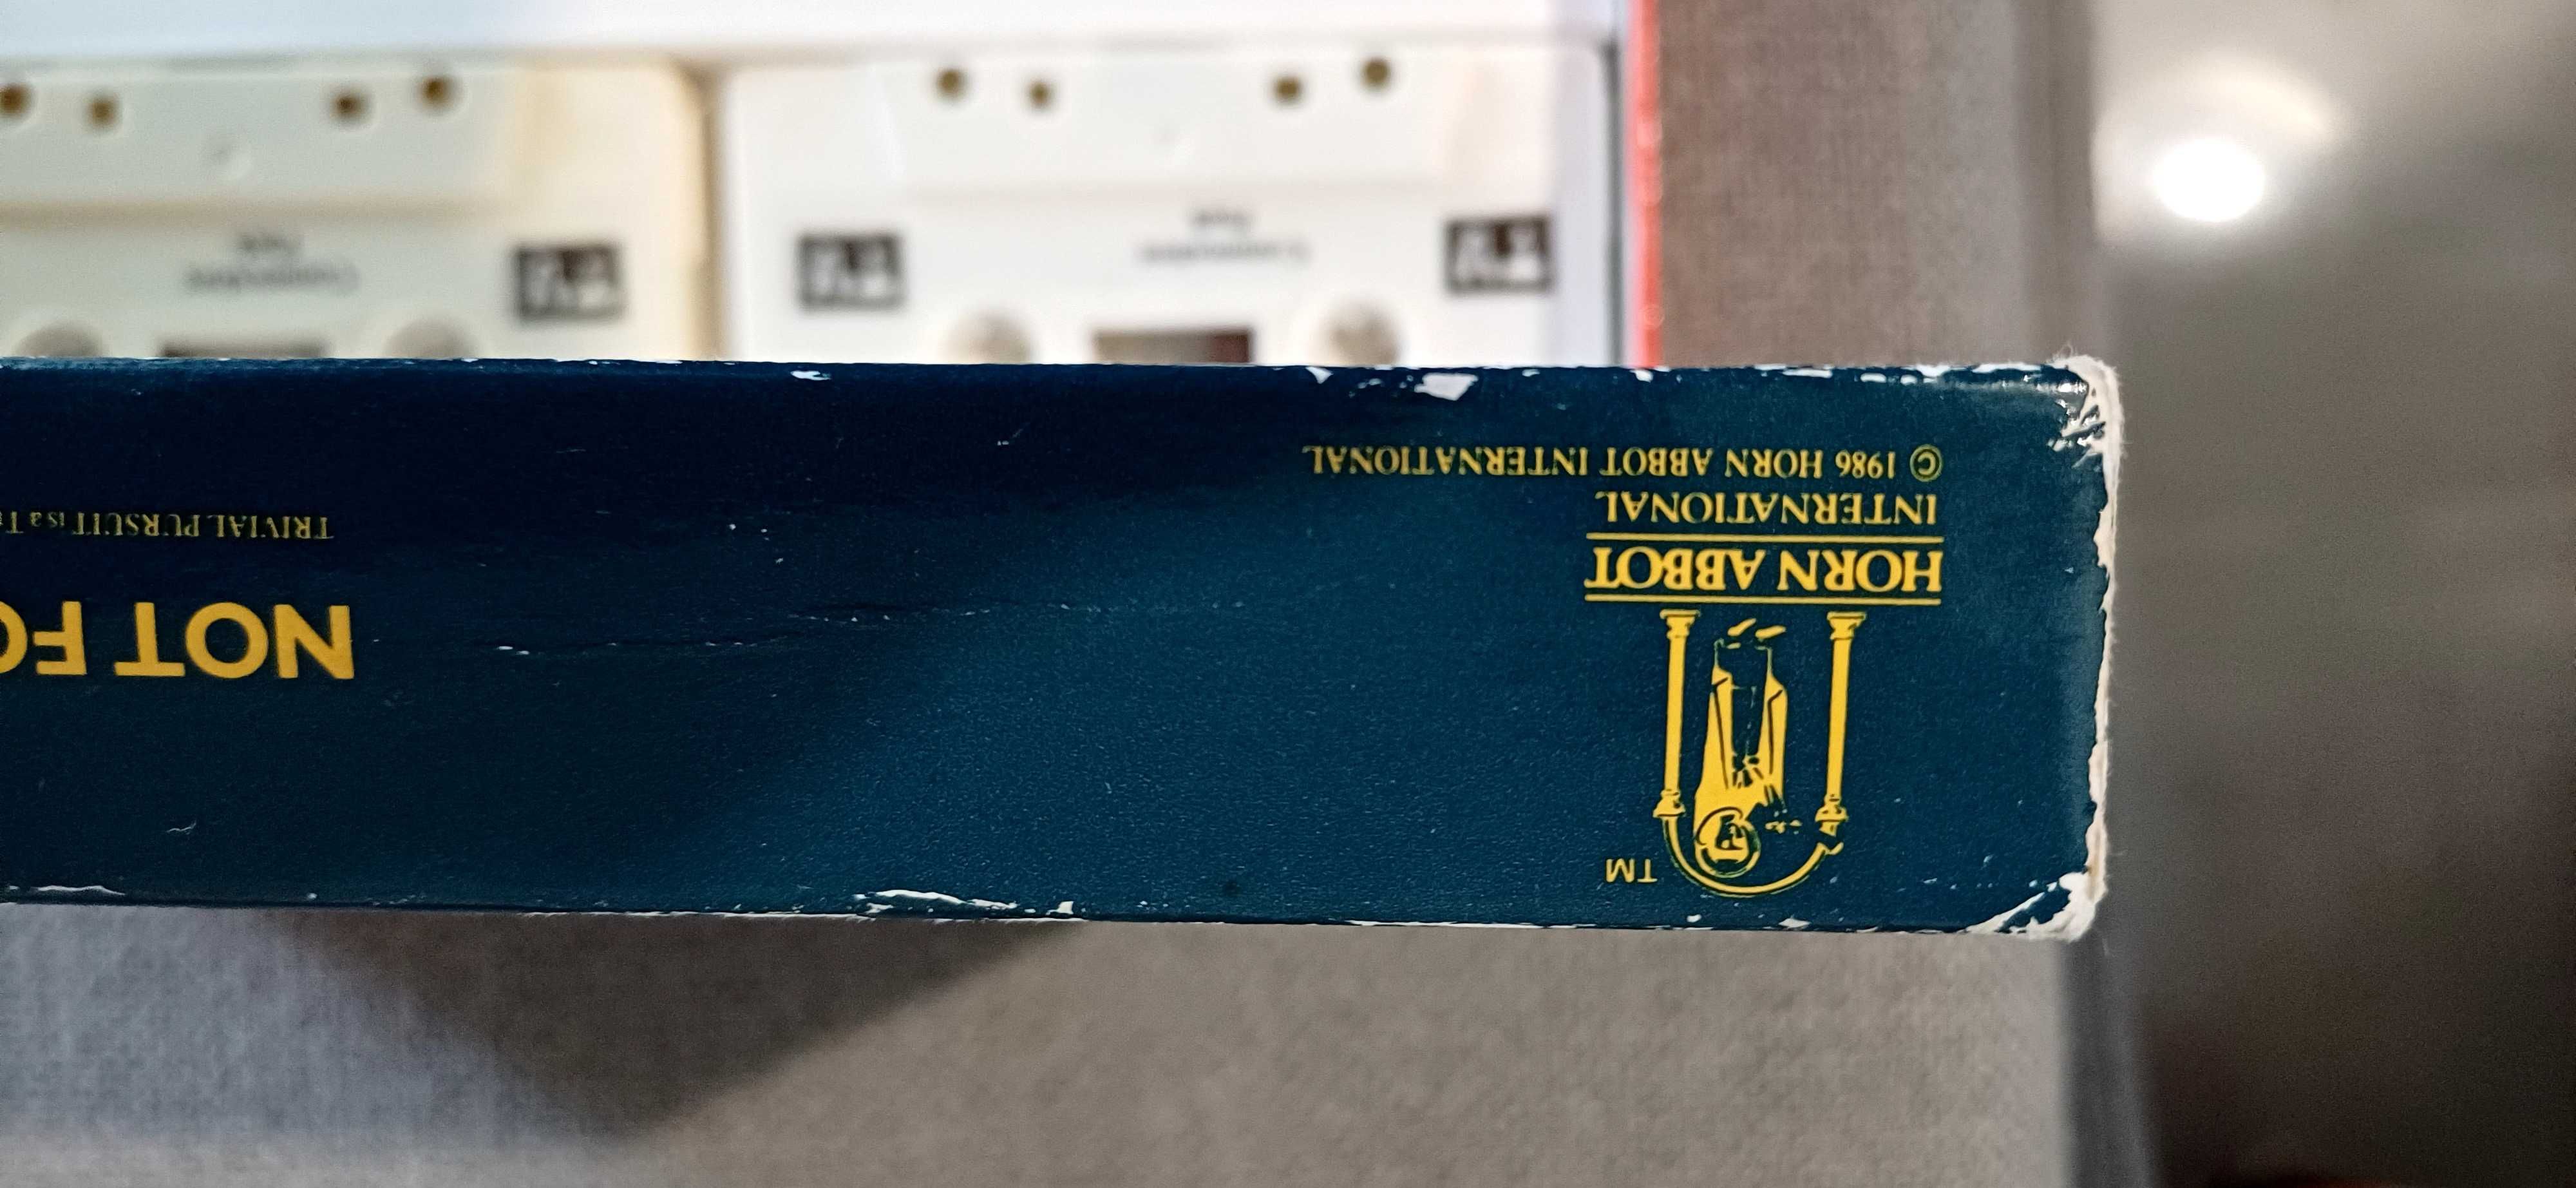 TM
HORN ABBOT
INTERNATIONAL
© 1986 HORN ABBOT INTERNATIONAL
NOT FO
TRIVIAL PURSUIT is a T